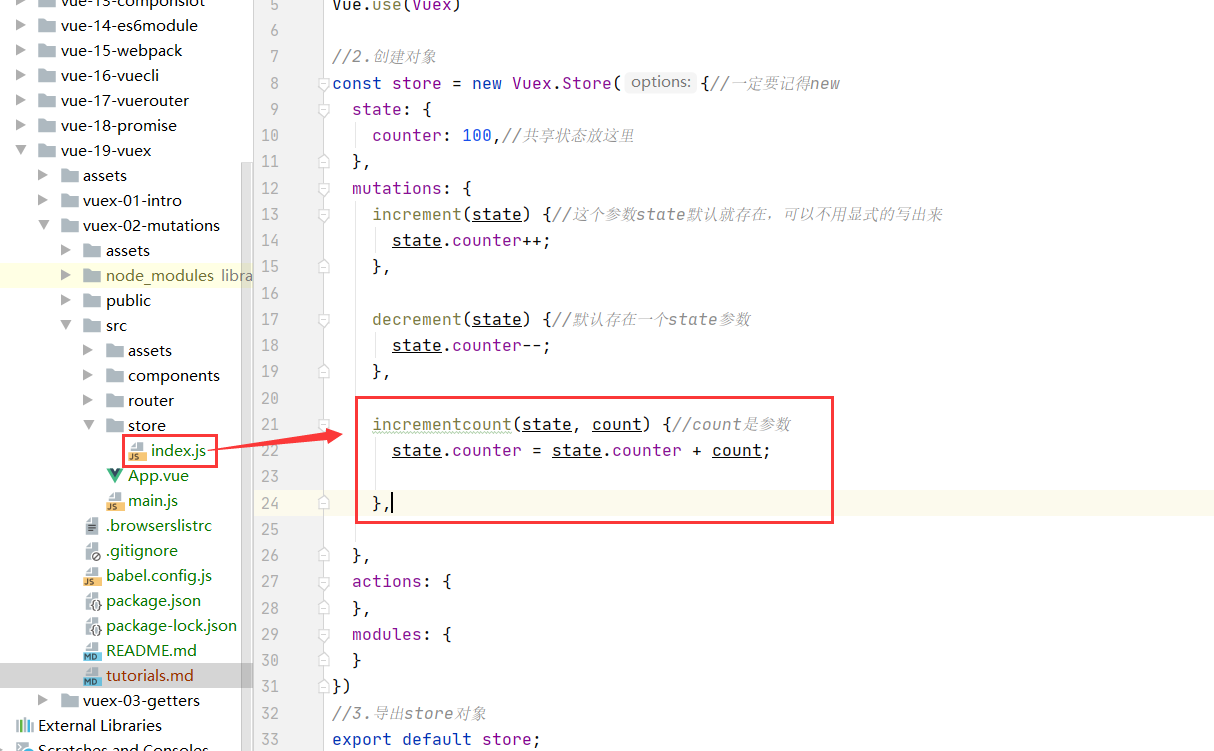 vue-13-componslot
vue-14-es6module
vue-15-webpack
vue-16-vuecli
vue-17-vuerouter
vue-18-promise
vue-19-vuex
assets
vuex-01-intro
vuex-02-mutations
assets
node_modules libra
public
src
assets
components
router
store
index.js
App.vue
main.js
.browserslistrc
.gitignore
babel.config.js
package.json
package-lock.json
README.md
tutorials.md
vuex-03-getters
External Libraries
Scratches and Consoles
5 Vue.use(Vuex)
6
7 //2.创建对象
8 const store = new Vuex.Store( options: {//一定要记得new
9 state: {
10 counter: 100,//共享状态放这里
11 },
12 mutations: {
13 increment(state) {//这个参数state默认就存在，可以不用显式的写出来
14 state.counter++;
15 },
16
17 decrement(state) {//默认存在一个state参数
18 state.counter--;
19 },
20
21 incrementcount(state, count) {//count是参数
22 state.counter = state.counter + count;
23
24 },
25
26 },
27 actions: {
28 },
29 modules: {
30 }
31 })
32 //3.导出store对象
33 export default store;